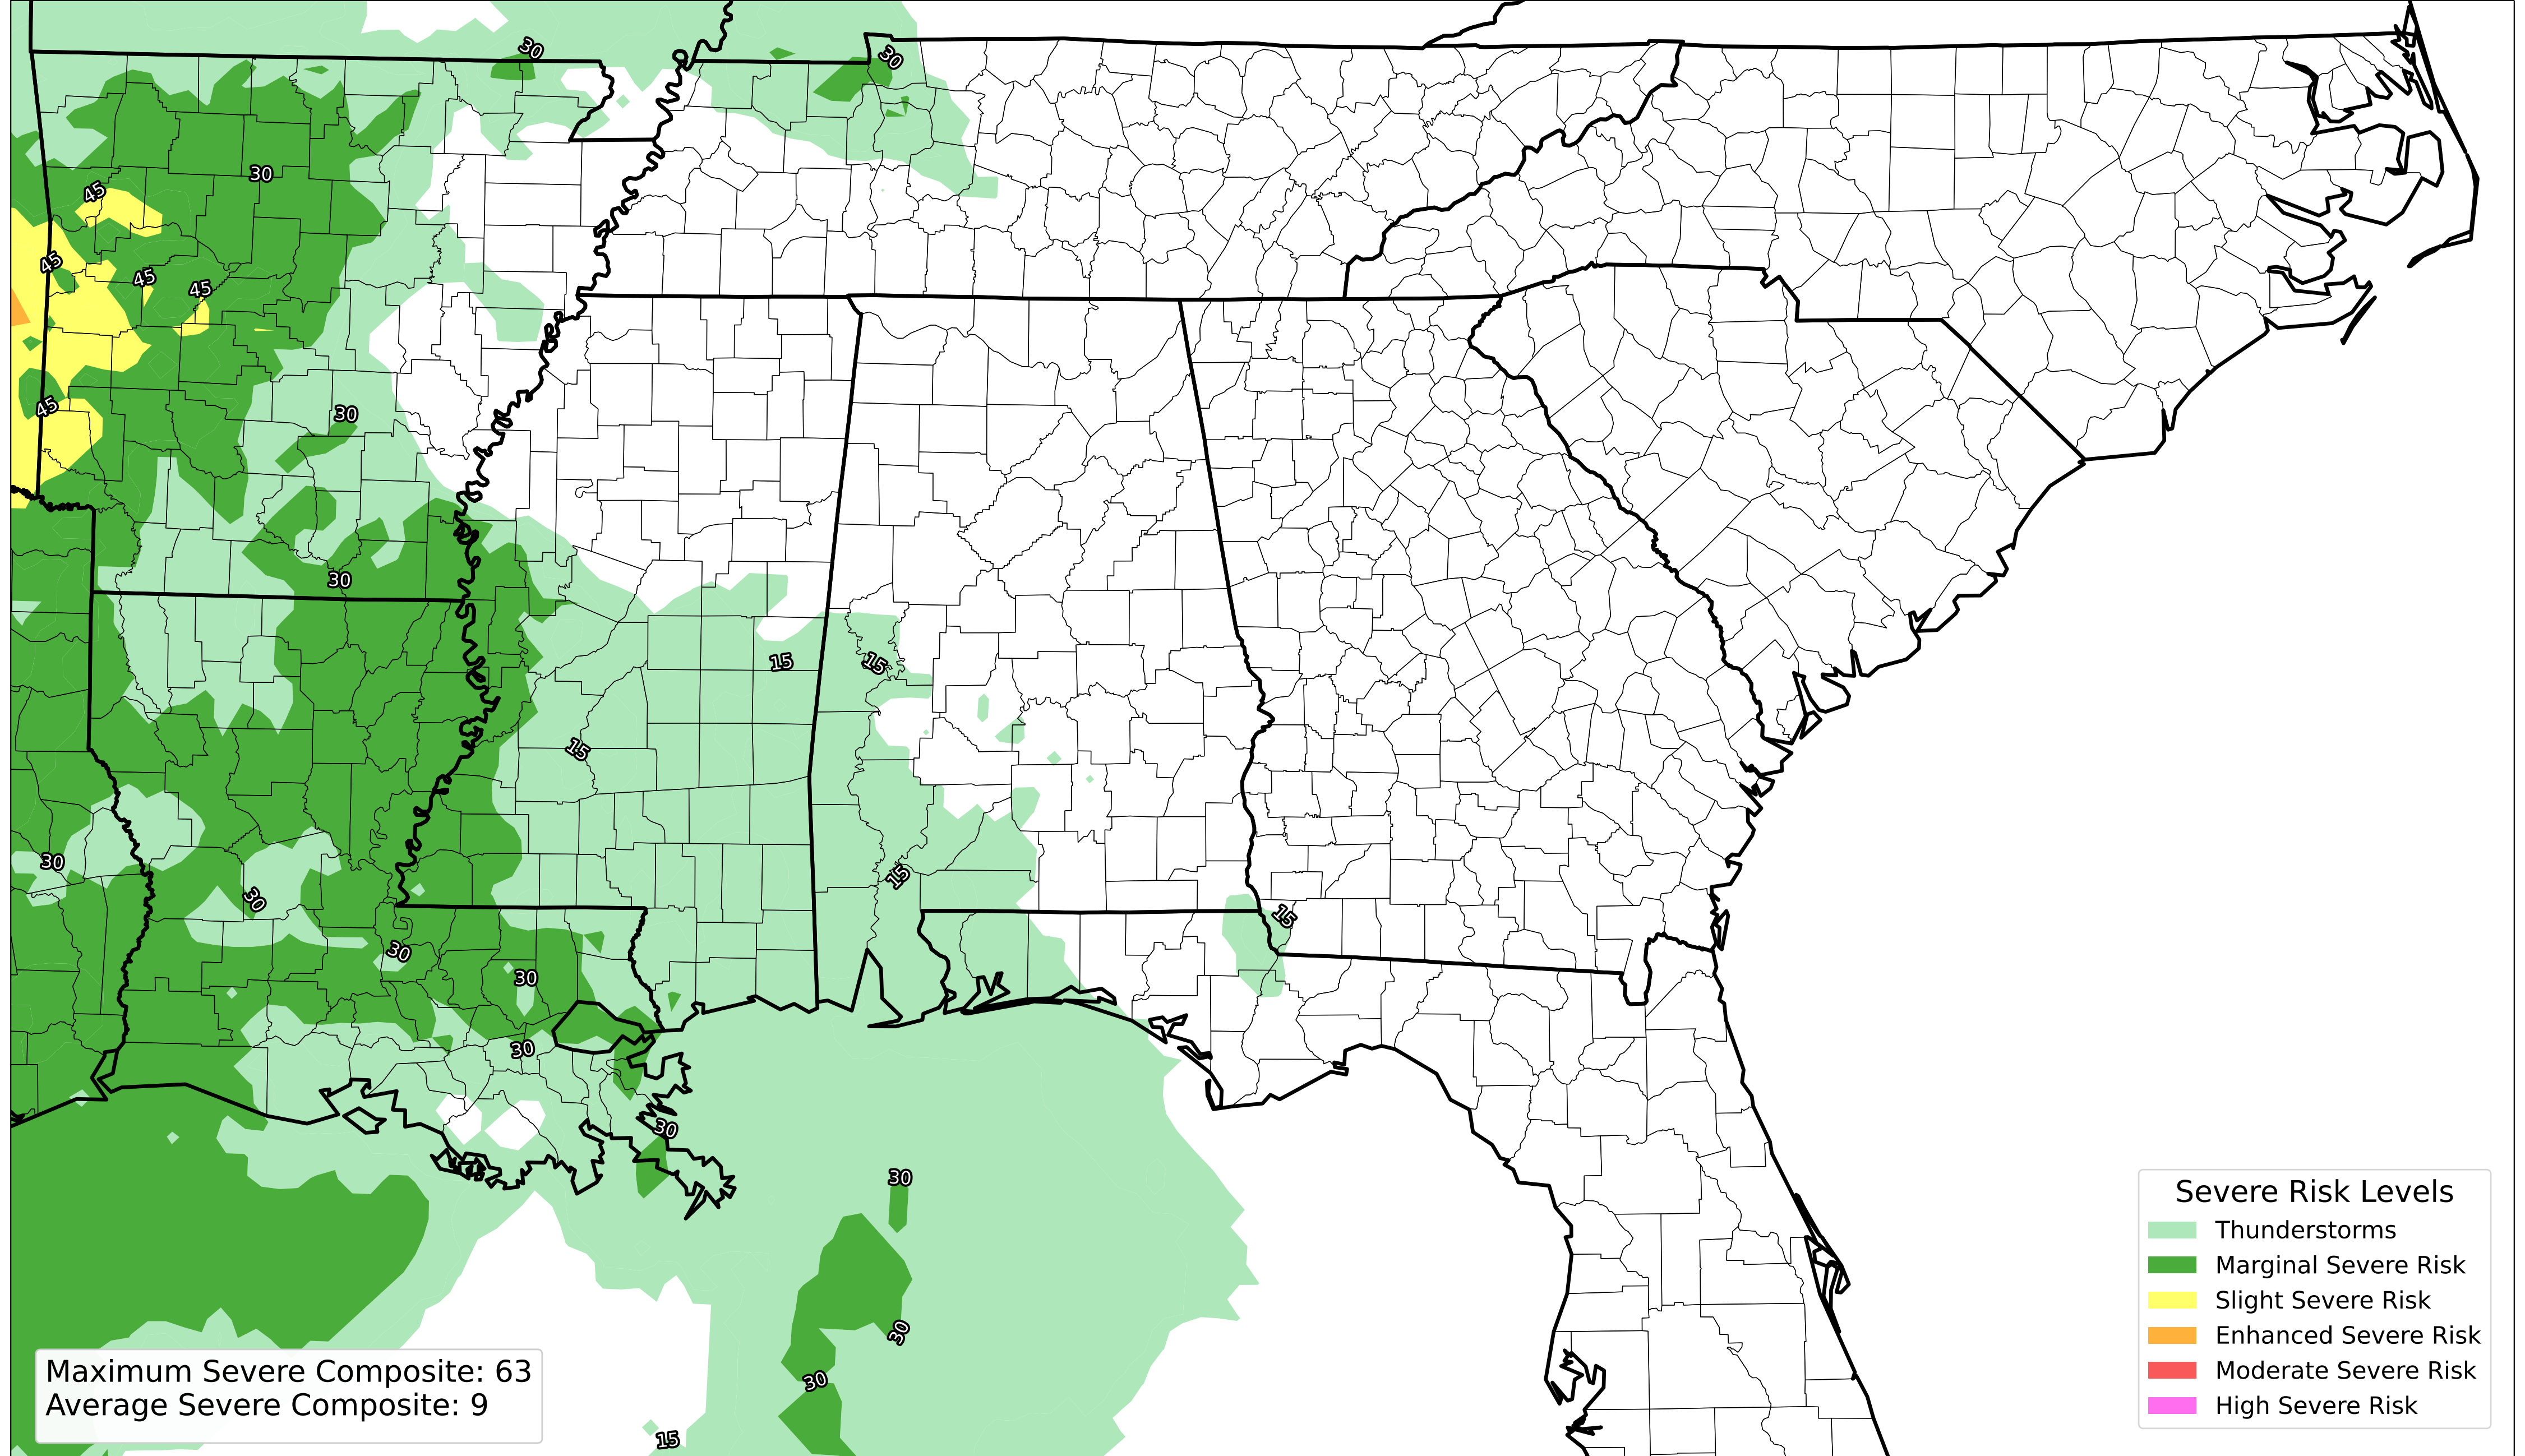 30
30
30
45
45
45
45
45
30
30
15
15
15
30
15
30
15
30
30
30
30
30
30
30
15
Severe Risk Levels
Thunderstorms
Marginal Severe Risk
Slight Severe Risk
Enhanced Severe Risk
Moderate Severe Risk
High Severe Risk
Maximum Severe Composite: 63
Average Severe Composite: 9